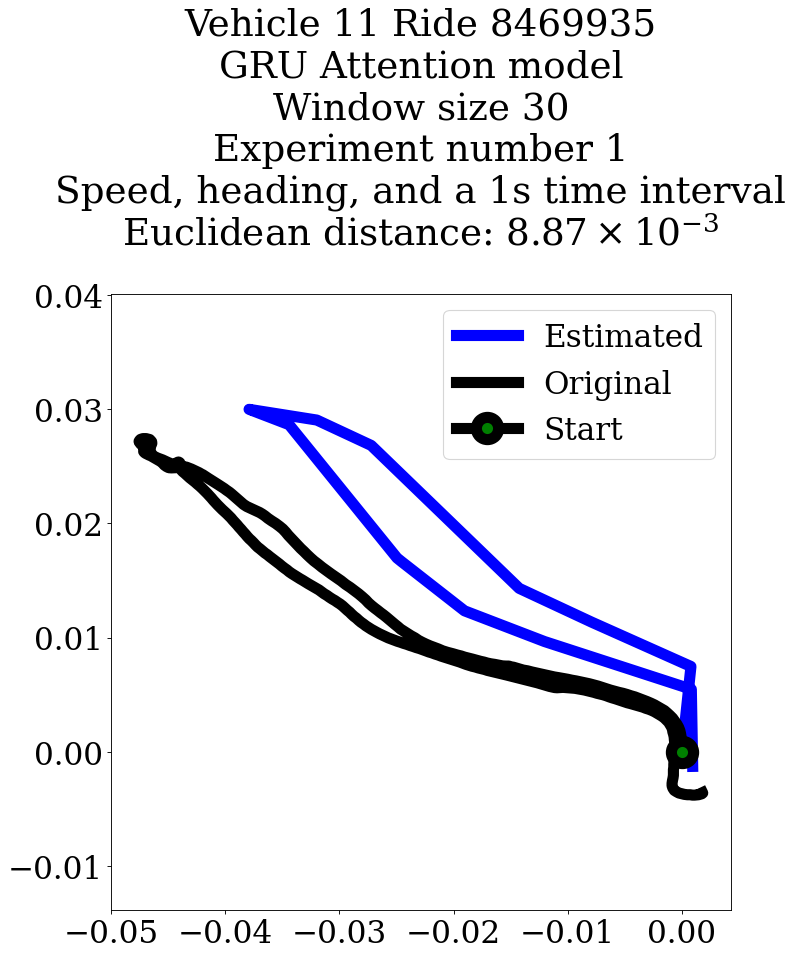 Vehicle 11 Ride 8469935
GRU Attention model
Window size 30
Experiment number 1
Speed, heading, and a 1s time interval
Euclidean distance: 8.87 × 10⁻³
0.04
0.03
0.02
0.01
0.00
−0.01
Estimated
Original
Start
−0.05 −0.04 −0.03 −0.02 −0.01 0.00